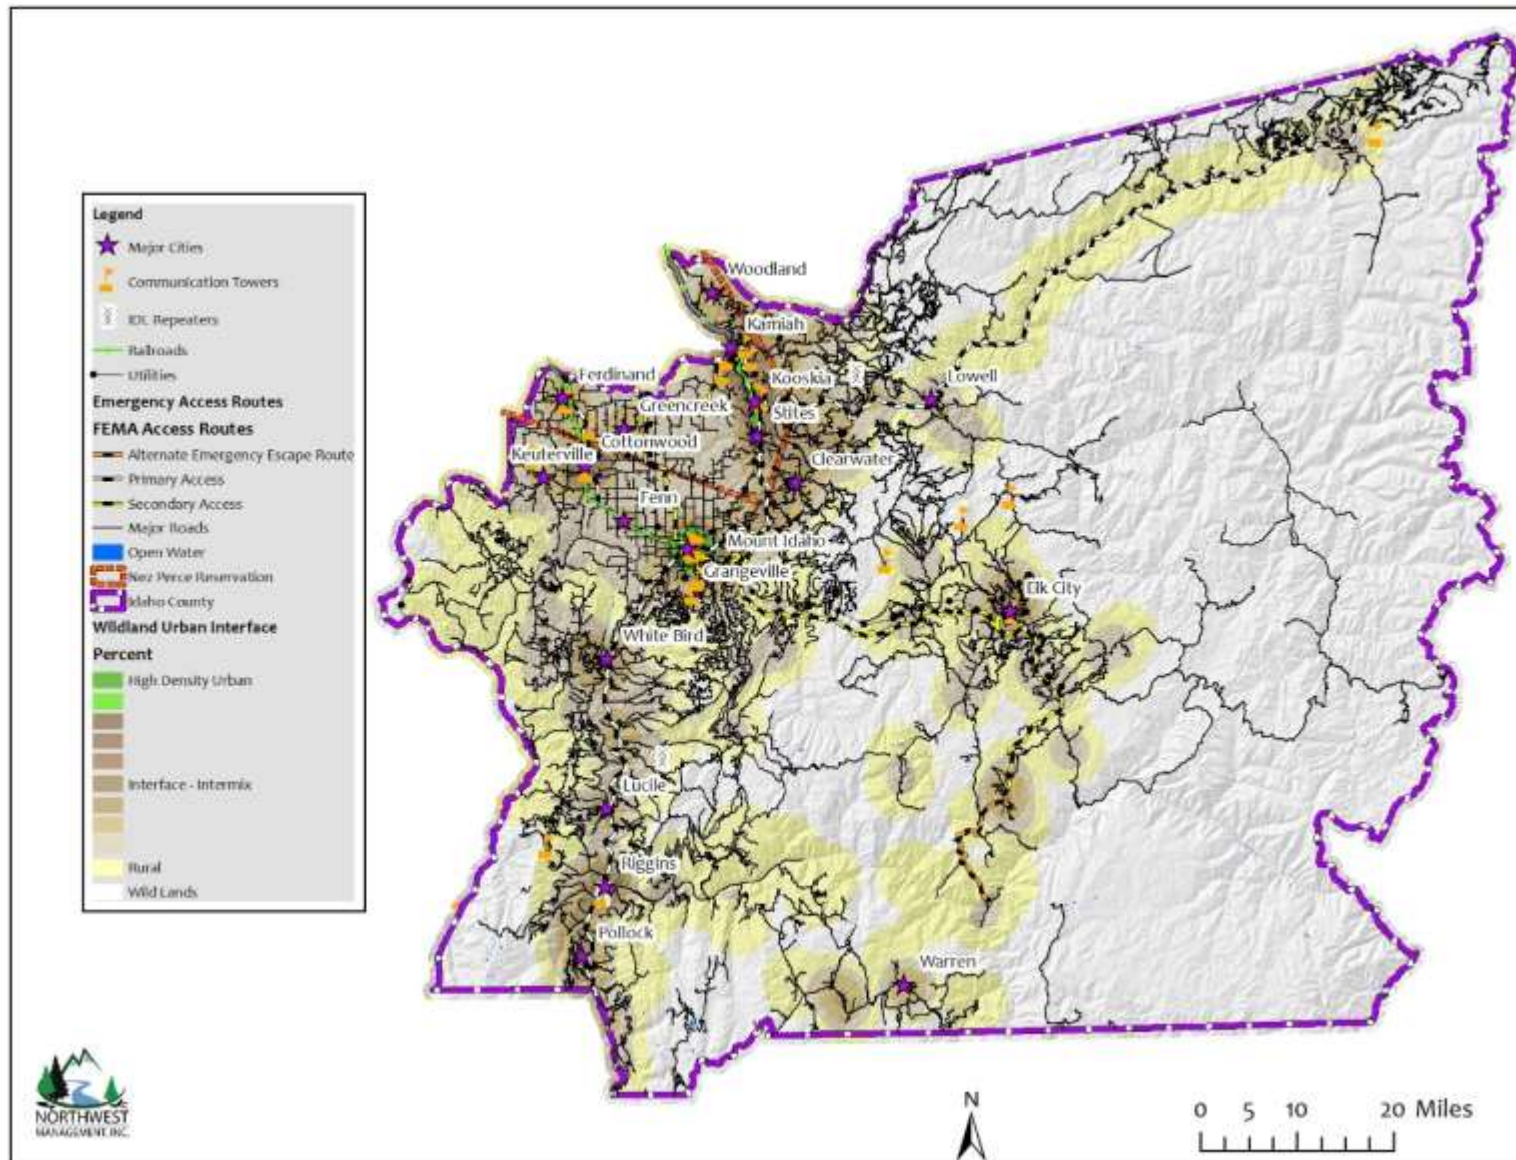 Legend
Major Cities
Communication Towers
IDL Repeaters
Railroads
Utilities
Emergency Access Routes
FEMA Access Routes
Alternate Emergency Escape Route
Primary Access
Secondary Access
Major Roads
Open Water
Nez Perce Reservation
Idaho County
Wildland Urban Interface
Percent
High Density Urban
Interface - Intermix
Rural
Wild Lands
Woodland
Kamiah
Ferdinand
Kooskia
Lowell
Greencreek
Stites
Cottonwood
Keuterville
Clearwater
Fenn
Mount Idaho
Grangeville
Elk City
White Bird
Lucile
Riggins
Pollock
Warren
NORTHWEST
MANAGEMENT, INC.
N
0 5 10 20 Miles